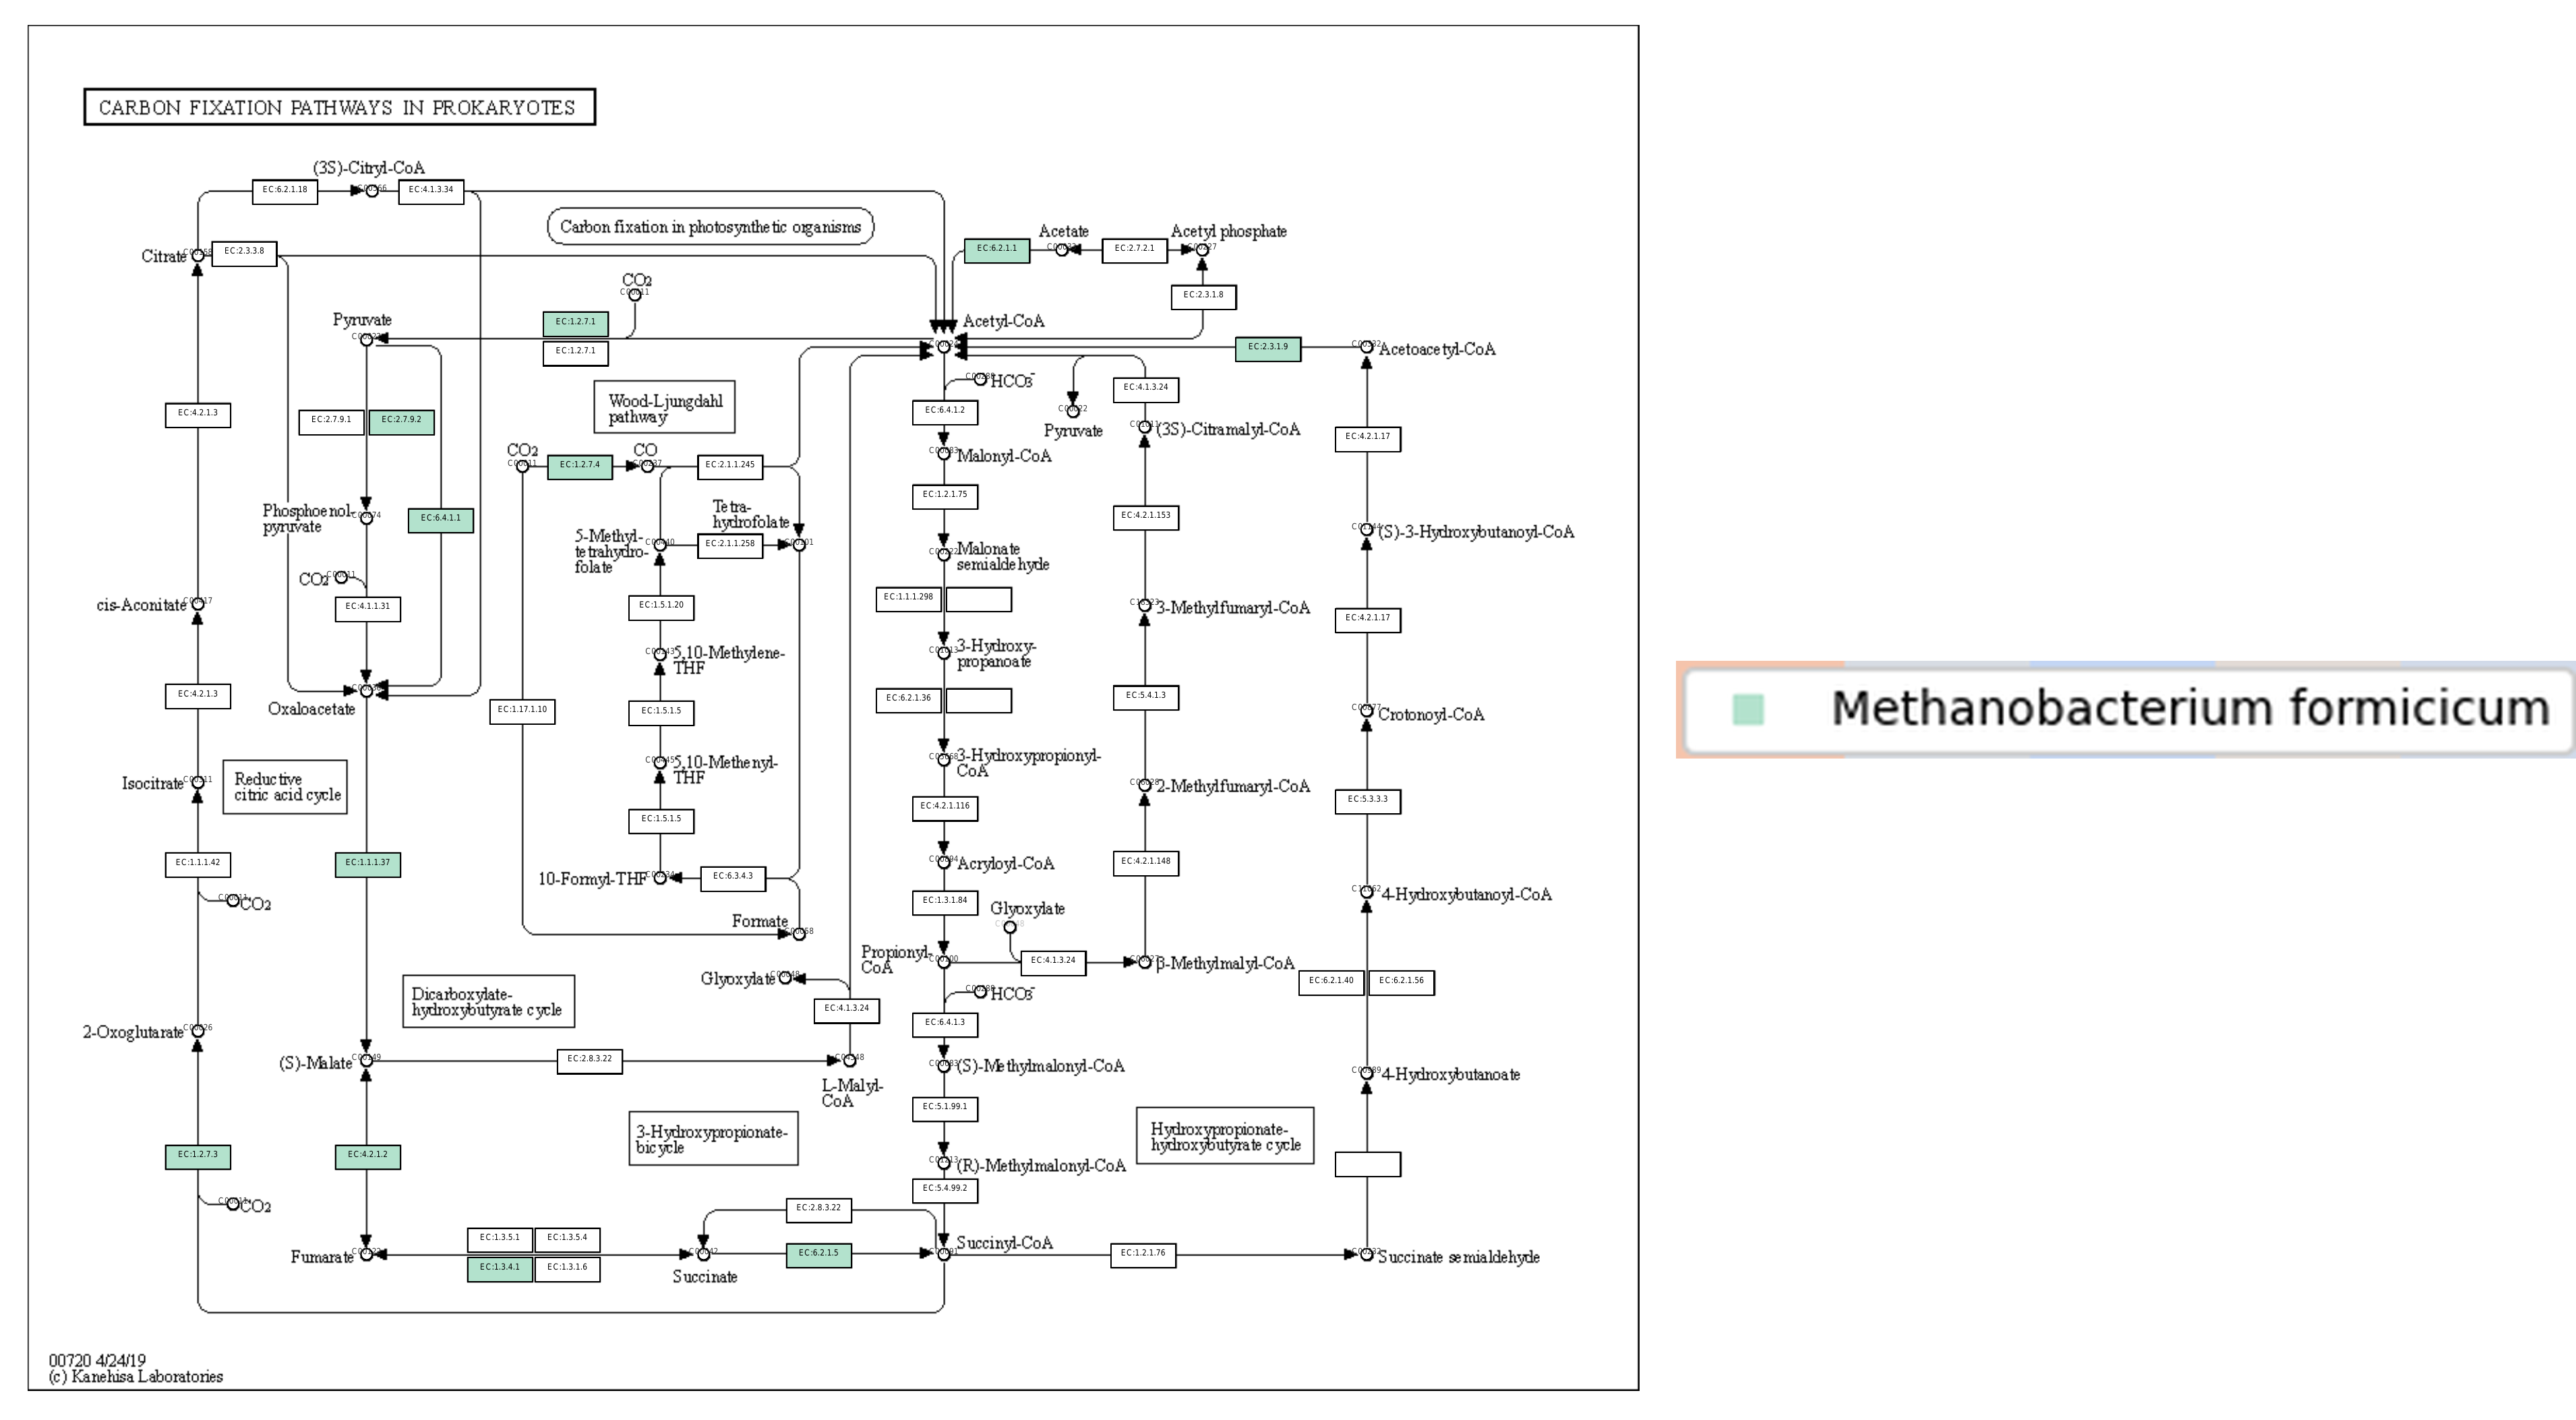 CARBON FIXATION PATHWAYS IN PROKARYOTES
(3S)-Citryl-CoA
EC:6.2.1.18
EC:4.1.3.34
Carbon fixation in photosynthetic organisms
Citrate
EC:2.3.3.8
Acetate
Acetyl phosphate
EC:6.2.1.1
EC:2.7.2.1
EC:2.3.1.8
CO2
C00011
Pyruvate
EC:1.2.7.1
EC:1.2.7.1
Acetyl-CoA
EC:2.3.1.9
Acetoacetyl-CoA
HCO3-
EC:4.2.1.3
EC:2.7.9.1
EC:2.7.9.2
Wood-Ljungdahl
pathway
EC:6.4.1.2
C00022
Pyruvate
EC:4.1.3.24
(3S)-Citramalyl-CoA
EC:4.2.1.17
CO2
EC:1.2.7.4
CO
EC:2.1.1.245
Malonyl-CoA
EC:1.2.1.75
Phosphoenol-
pyruvate
EC:6.4.1.1
Tetra-
hydrofolate
5-Methyl-
tetrahydro-
folate
EC:2.1.1.258
EC:4.2.1.153
(S)-3-Hydroxybutanoyl-CoA
Malonate
semialdehyde
CO2
EC:4.1.1.31
cis-Aconitate
EC:1.5.1.20
EC:1.1.1.298
3-Methylfumaryl-CoA
EC:4.2.1.17
5,10-Methylene-
THF
3-Hydroxy-
propanoate
EC:4.2.1.3
Oxaloacetate
EC:1.17.1.10
EC:1.5.1.5
EC:6.2.1.36
EC:5.4.1.3
Crotonoyl-CoA
Methanobacterium formicicum
Isocitrate
Reductive
citric acid cycle
5,10-Methenyl-
THF
3-Hydroxypropionyl-
CoA
2-Methylfumaryl-CoA
EC:5.3.3.3
EC:1.5.1.5
EC:4.2.1.116
EC:1.1.1.42
EC:1.1.1.37
10-Formyl-THF
EC:6.3.4.3
Acryloyl-CoA
EC:4.2.1.148
CO2
EC:1.3.1.84
4-Hydroxybutanoyl-CoA
Formate
Glyoxylate
Propionyl-
CoA
EC:4.1.3.24
β-Methylmalyl-CoA
Glyoxylate
HCO3-
EC:6.2.1.40
EC:6.2.1.56
Dicarboxylate-
hydroxybutyrate cycle
EC:4.1.3.24
EC:6.4.1.3
2-Oxoglutarate
(S)-Malate
EC:2.8.3.22
L-Malyl-
CoA
(S)-Methylmalonyl-CoA
4-Hydroxybutanoate
EC:5.1.99.1
3-Hydroxypropionate-
bicycle
Hydroxypropionate-
hydroxybutyrate cycle
EC:1.2.7.3
EC:4.2.1.2
(R)-Methylmalonyl-CoA
EC:5.4.99.2
CO2
EC:2.8.3.22
EC:1.3.5.1
EC:1.3.5.4
Fumarate
EC:1.3.4.1
EC:1.3.1.6
Succinate
EC:6.2.1.5
Succinyl-CoA
EC:1.2.1.76
Succinate semialdehyde
00720 4/24/19
(c) Kanehisa Laboratories